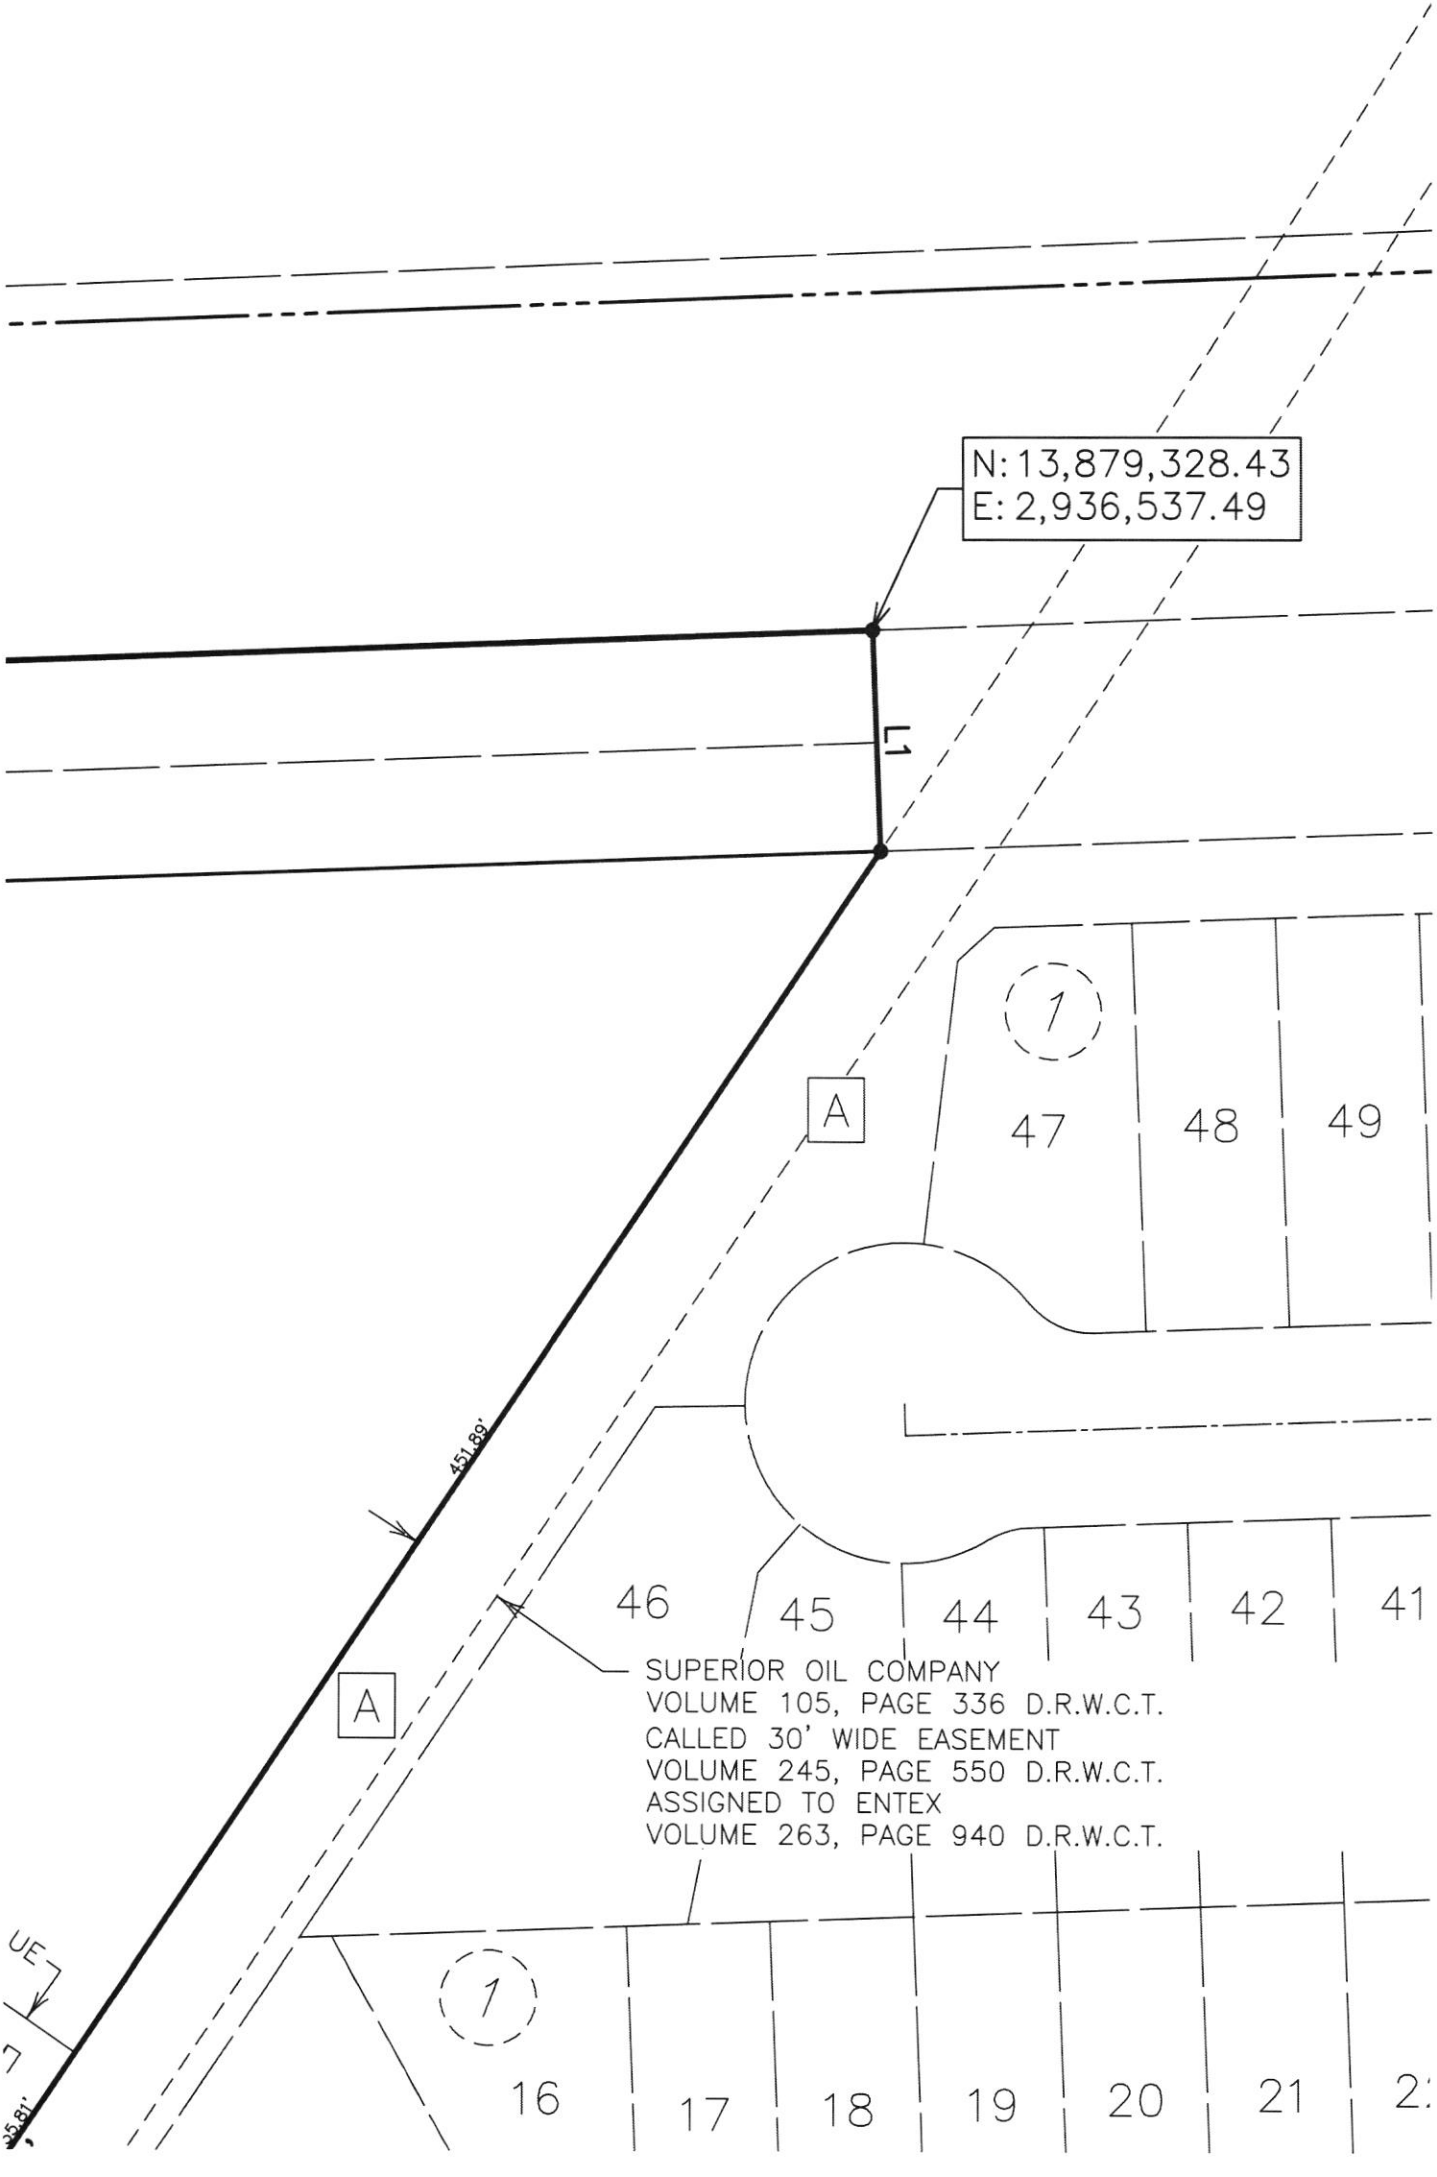 N: 13,879,328.43
E: 2,936,537.49
L1
1
A
47
48
49
451.89'
46
45
44
43
42
41
SUPERIOR OIL COMPANY
VOLUME 105, PAGE 336 D.R.W.C.T.
CALLED 30' WIDE EASEMENT
VOLUME 245, PAGE 550 D.R.W.C.T.
ASSIGNED TO ENTEX
VOLUME 263, PAGE 940 D.R.W.C.T.
A
UE
1
16
17
18
19
20
21